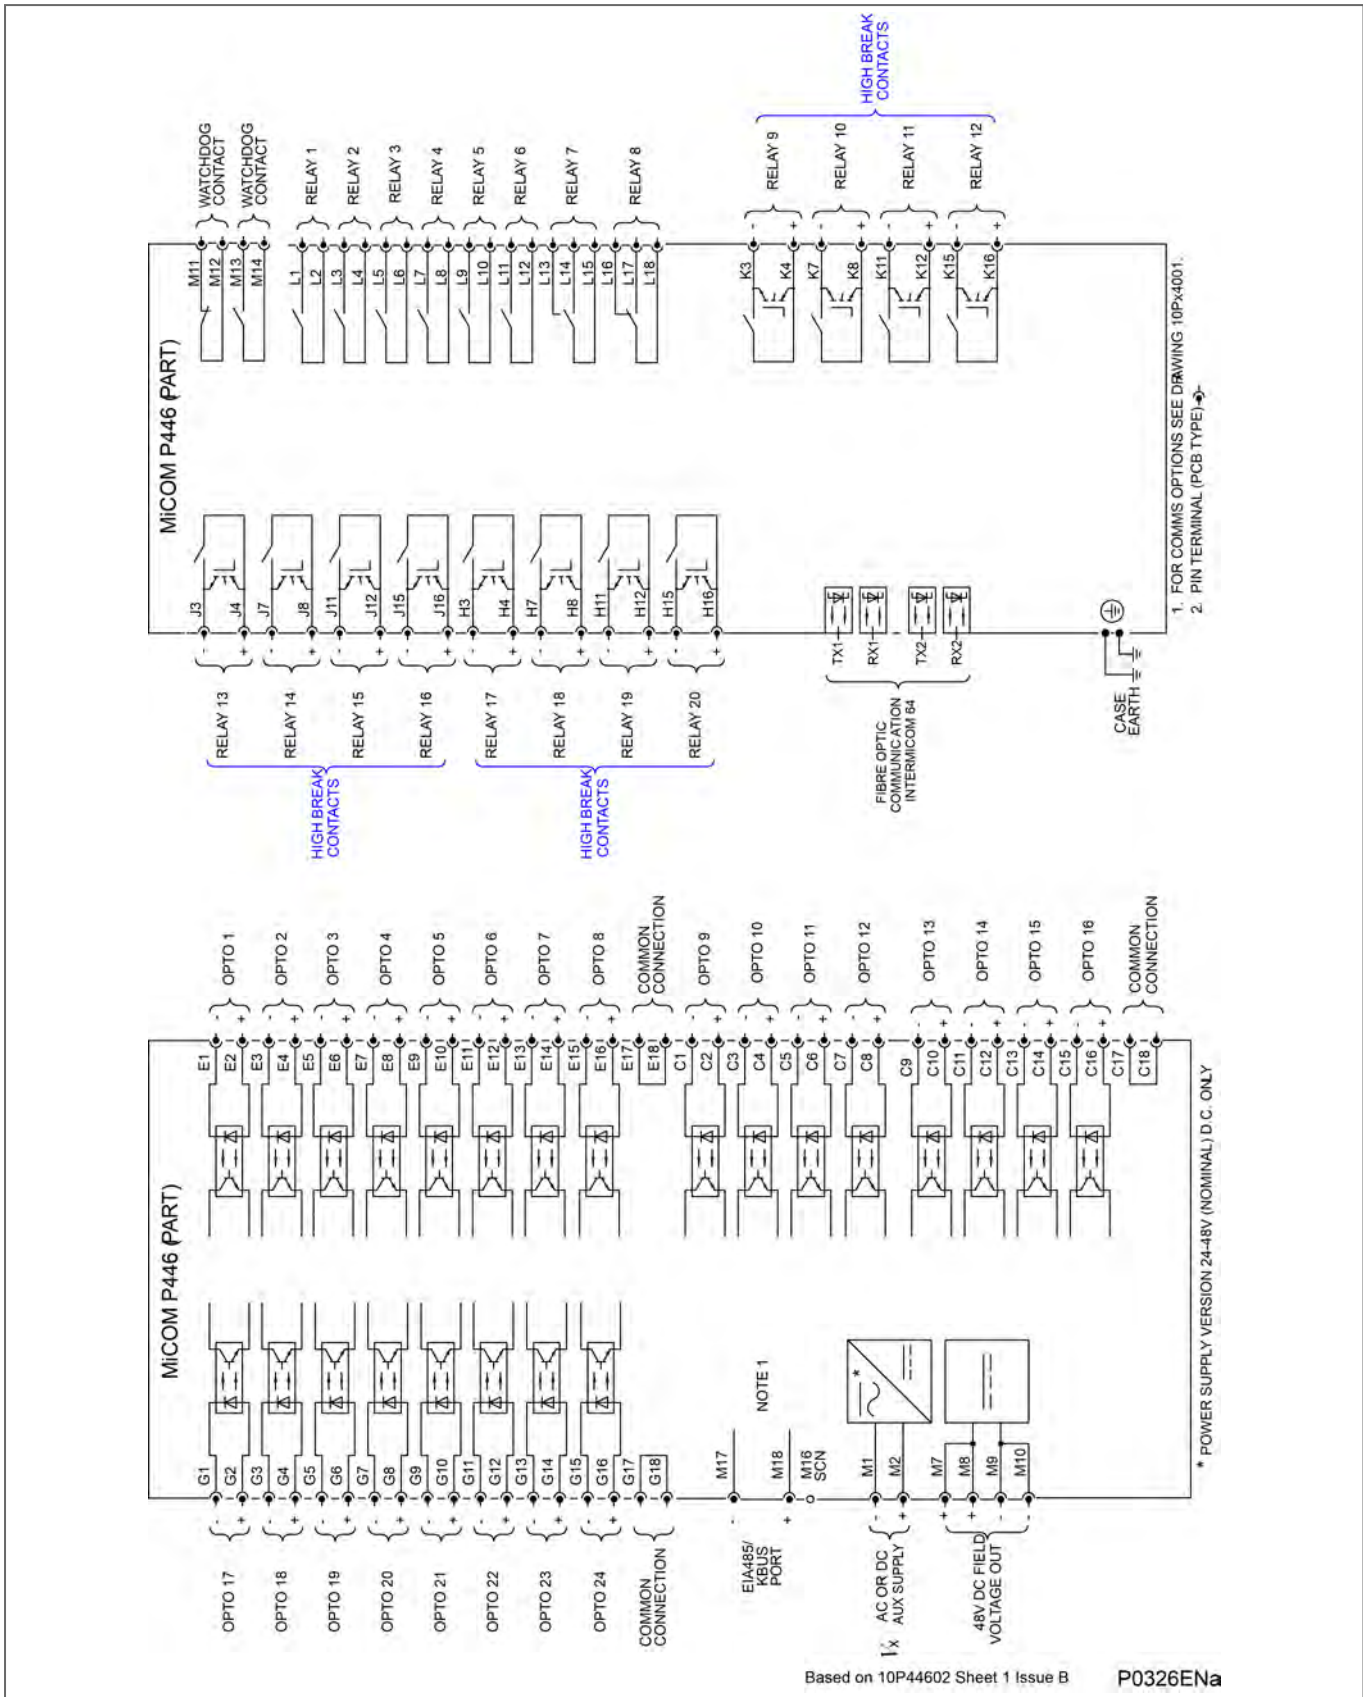 MiCOM P446 (PART)
WATCHDOG
CONTACT
WATCHDOG
CONTACT
RELAY 1
RELAY 2
RELAY 3
RELAY 4
RELAY 5
RELAY 6
RELAY 7
RELAY 8
HIGH BREAK
CONTACTS
RELAY 9
RELAY 10
RELAY 11
RELAY 12
M11
M12
M13
M14
L1
L2
L3
L4
L5
L6
L7
L8
L9
L10
L11
L12
L13
L14
L15
L16
L17
L18
-
K3
+
K4
-
K7
+
K8
-
K11
+
K12
-
K15
+
K16
J3
-
J4
+
J7
-
J8
+
J11
-
J12
+
J15
-
J16
+
H3
-
H4
+
H7
-
H8
+
H11
-
H12
+
H15
-
H16
+
RELAY 13
RELAY 14
RELAY 15
RELAY 16
RELAY 17
RELAY 18
RELAY 19
RELAY 20
HIGH BREAK
CONTACTS
HIGH BREAK
CONTACTS
TX1
RX1
TX2
RX2
FIBRE OPTIC
COMMUNICATION
INTERMICOM 64
CASE
EARTH
1. FOR COMMS OPTIONS SEE DRAWING 10Px4001.
2. PIN TERMINAL (PCB TYPE)
MiCOM P446 (PART)
OPTO 1
OPTO 2
OPTO 3
OPTO 4
OPTO 5
OPTO 6
OPTO 7
OPTO 8
COMMON
CONNECTION
OPTO 9
OPTO 10
OPTO 11
OPTO 12
OPTO 13
OPTO 14
OPTO 15
OPTO 16
COMMON
CONNECTION
-
E1
+
E2
-
E3
+
E4
-
E5
+
E6
-
E7
+
E8
-
E9
+
E10
-
E11
+
E12
-
E13
+
E14
-
E15
+
E16
E17
E18
-
C1
+
C2
-
C3
+
C4
-
C5
+
C6
-
C7
+
C8
-
C9
+
C10
-
C11
+
C12
-
C13
+
C14
-
C15
+
C16
C17
C18
G1
-
G2
+
G3
-
G4
+
G5
-
G6
+
G7
-
G8
+
G9
-
G10
+
G11
-
G12
+
G13
-
G14
+
G15
-
G16
+
G17
G18
OPTO 17
OPTO 18
OPTO 19
OPTO 20
OPTO 21
OPTO 22
OPTO 23
OPTO 24
COMMON
CONNECTION
NOTE 1
M17
-
M18
+
M16
SCN
EIA485/
KBUS
PORT
*
M1
-
M2
+
M7
+
M8
+
M9
-
M10
-
AC OR DC
Vx AUX SUPPLY
48V DC FIELD
VOLTAGE OUT
* POWER SUPPLY VERSION 24-48V (NOMINAL) D.C. ONLY
Based on 10P44602 Sheet 1 Issue B
P0326ENa